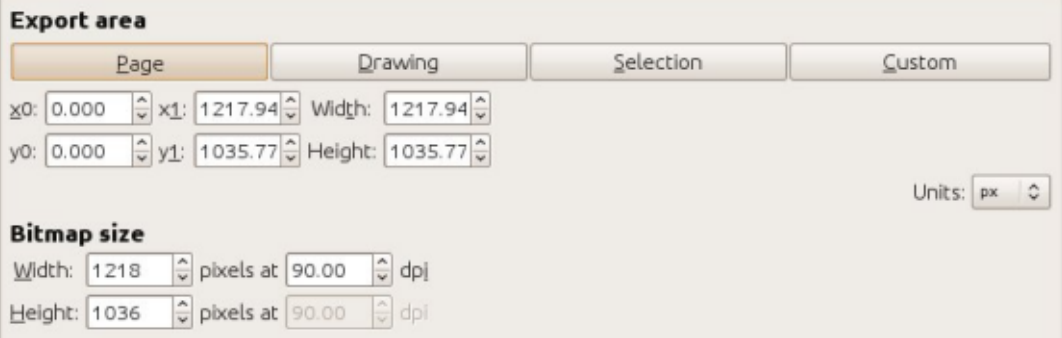 Export area
Page Drawing Selection Custom
x0: 0.000 x1: 1217.94 Width: 1217.94
y0: 0.000 y1: 1035.77 Height: 1035.77
Units: px
Bitmap size
Width: 1218 pixels at 90.00 dpi
Height: 1036 pixels at 90.00 dpi